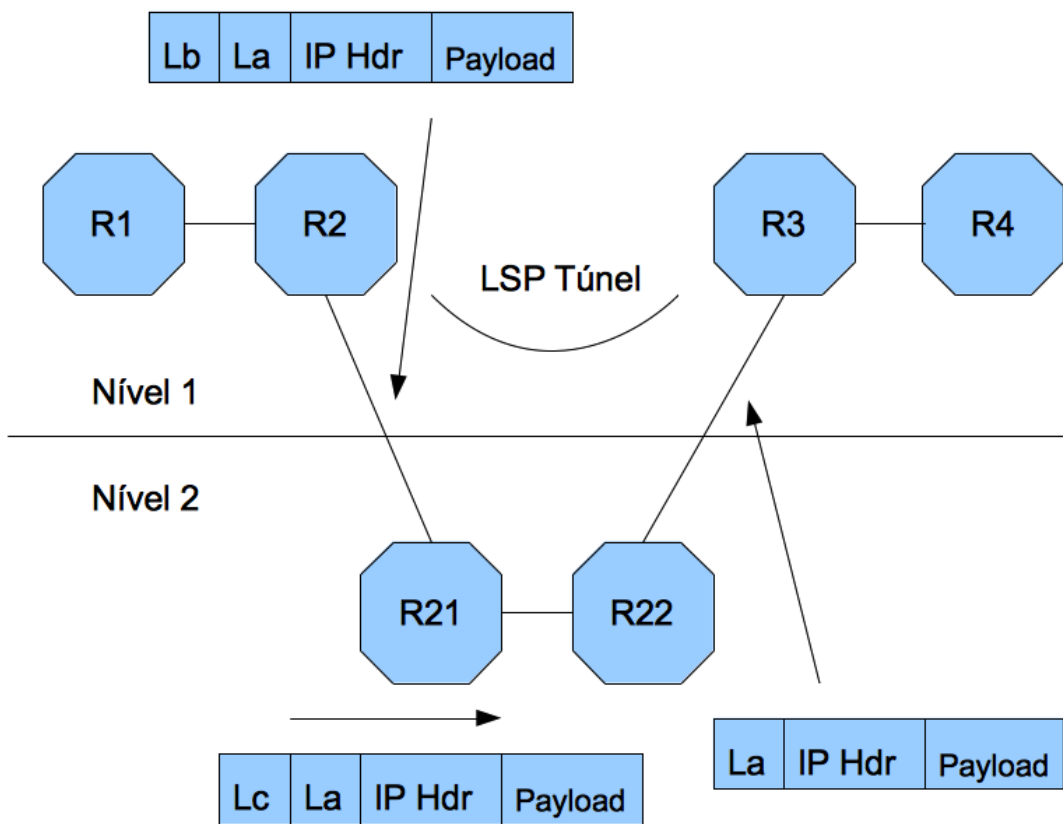 Lb La IP Hdr Payload
R1 R2 R3 R4
LSP Túnel
Nível 1
Nível 2
R21 R22
La IP Hdr Payload
Lc La IP Hdr Payload